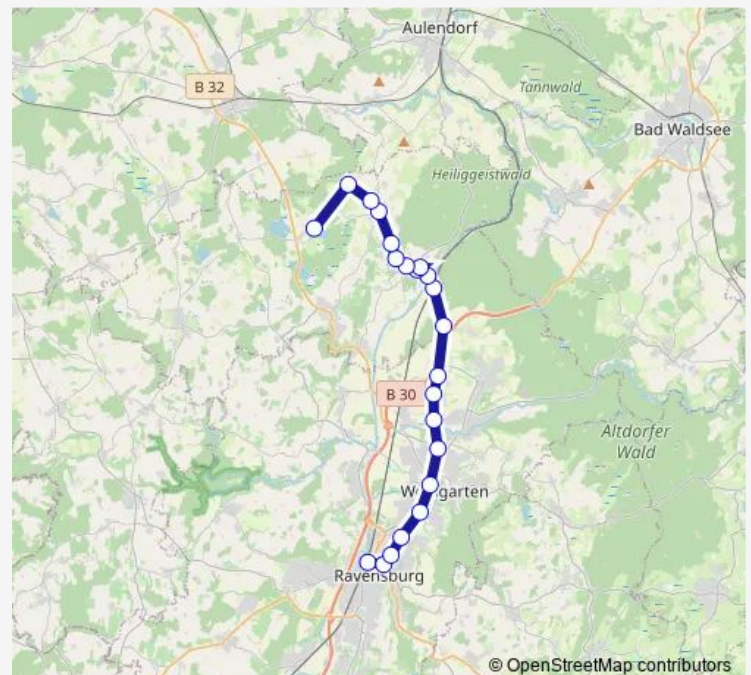 Aulendorf
B 32
Tannwald
Bad Waldsee
Heiliggeistwald
B 30
Altdorfer
Wald
Weingarten
Ravensburg
© OpenStreetMap contributors